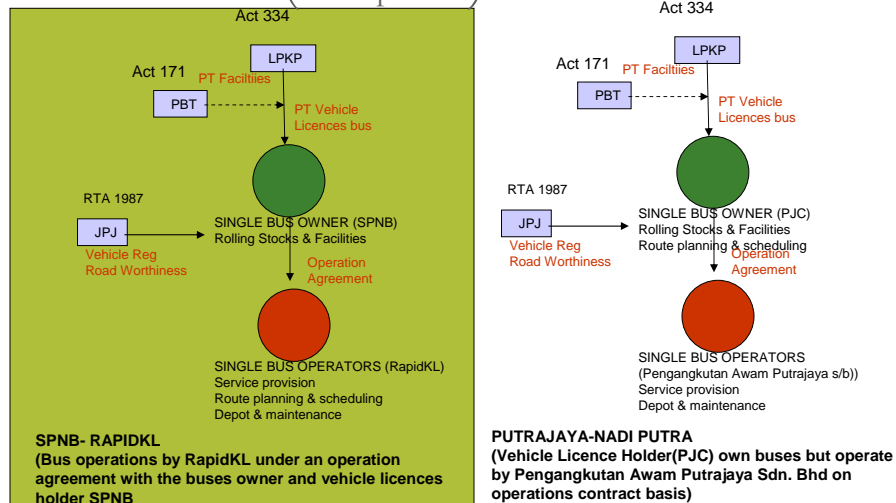 Act 334
LPKP
Act 171
PT Faciltiies
PBT
PT Vehicle
Licences bus
RTA 1987
JPJ
Vehicle Reg
Road Worthiness
SINGLE BUS OWNER (SPNB)
Rolling Stocks & Facilities
Operation
Agreement
SINGLE BUS OPERATORS (RapidKL)
Service provision
Route planning & scheduling
Depot & maintenance
SPNB- RAPIDKL
(Bus operations by RapidKL under an operation
agreement with the buses owner and vehicle licences
holder SPNB
Act 334
LPKP
Act 171
PT Faciltiies
PBT
PT Vehicle
Licences bus
RTA 1987
JPJ
Vehicle Reg
Road Worthiness
SINGLE BUS OWNER (PJC)
Rolling Stocks & Facilities
Route planning & scheduling
Operation
Agreement
SINGLE BUS OPERATORS
(Pengangkutan Awam Putrajaya s/b))
Service provision
Depot & maintenance
PUTRAJAYA-NADI PUTRA
(Vehicle Licence Holder(PJC) own buses but operate
by Pengangkutan Awam Putrajaya Sdn. Bhd on
operations contract basis)